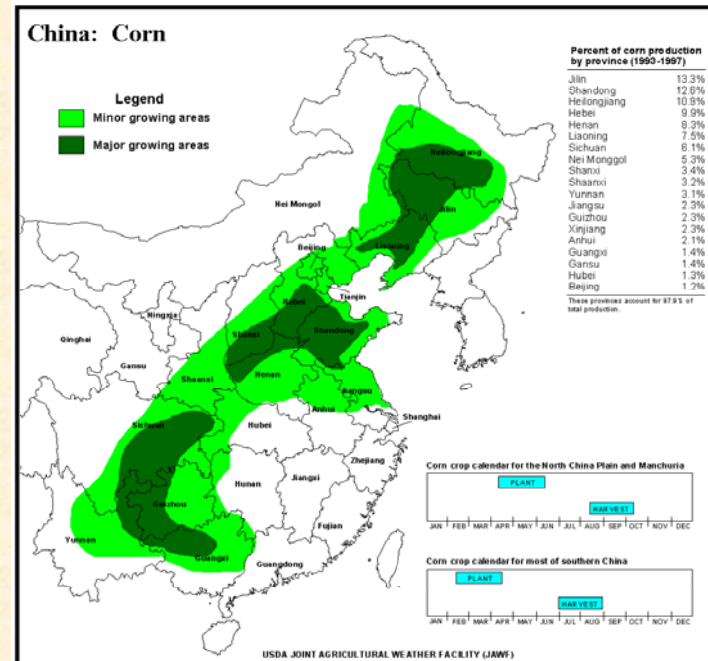 China: Corn
Legend
Minor growing areas
Major growing areas
Percent of corn production
by province (1993-1997)
Jilin 13.3%
Shandong 12.6%
Heilongjiang 10.8%
Hebei 9.9%
Henan 8.3%
Liaoning 7.5%
Sichuan 6.1%
Nei Monggol 5.3%
Shanxi 3.4%
Shaanxi 3.2%
Yunnan 3.1%
Jiangsu 2.3%
Guizhou 2.3%
Xinjiang 2.3%
Anhui 2.1%
Guangxi 1.4%
Gansu 1.4%
Hubei 1.3%
Beijing 1.2%
These provinces account for 97.9% of
total production.
Heilongjiang
Nei Mongol
Jilin
Liaoning
Beijing
Hebei
Tianjin
Ningxia
Shanxi
Shandong
Qinghai
Gansu
Henan
Shaanxi
Jiangsu
Anhui
Shanghai
Sichuan
Hubei
Zhejiang
Hunan
Jiangxi
Guizhou
Fujian
Yunnan
Guangxi
Guangdong
Corn crop calendar for the North China Plain and Manchuria
PLANT
HARVEST
JAN FEB MAR APR MAY JUN JUL AUG SEP OCT NOV DEC
Corn crop calendar for most of southern China
PLANT
HARVEST
JAN FEB MAR APR MAY JUN JUL AUG SEP OCT NOV DEC
USDA JOINT AGRICULTURAL WEATHER FACILITY (JAWF)